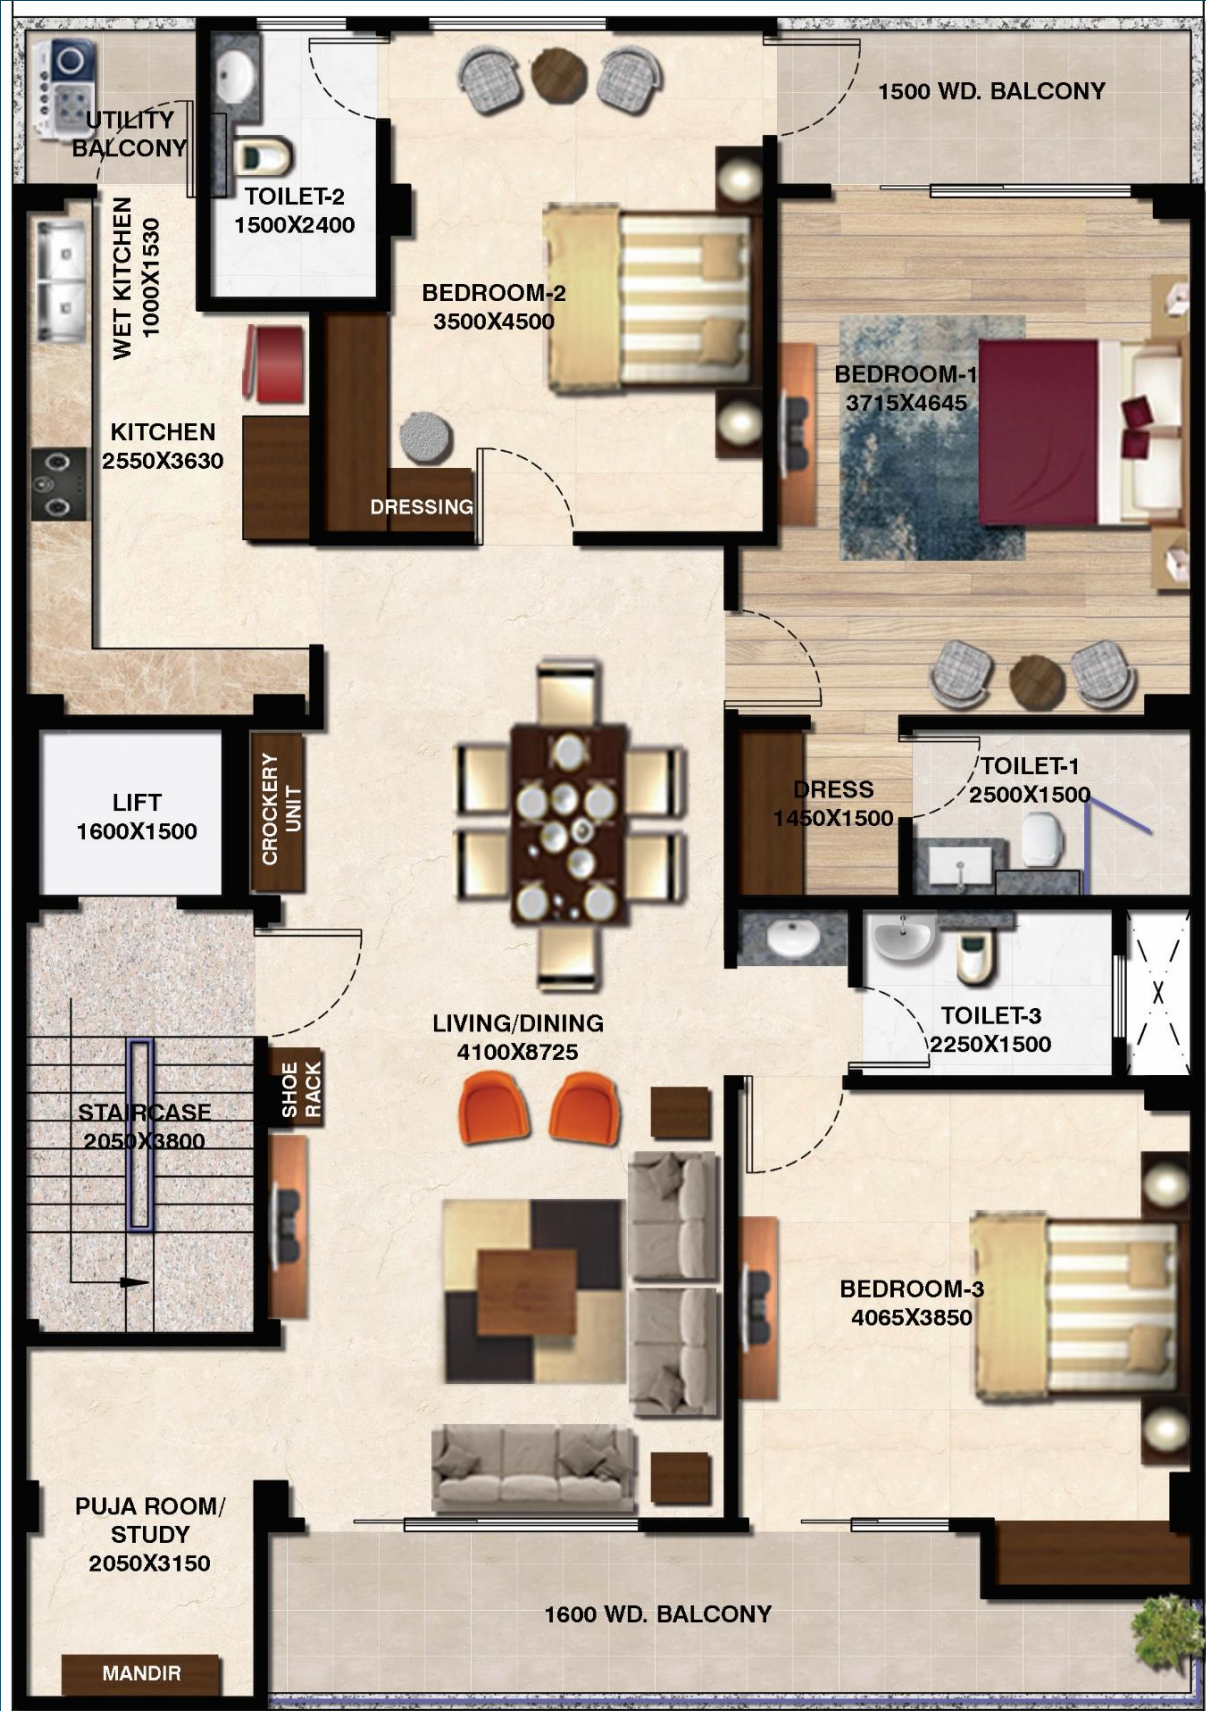 1500 WD. BALCONY
UTILITY
BALCONY
TOILET-2
1500X2400
WET KITCHEN
1000X1530
BEDROOM-2
3500X4500
BEDROOM-1
3715X4645
KITCHEN
2550X3630
DRESSING
LIFT
1600X1500
CROCKERY
UNIT
DRESS
1450X1500
TOILET-1
2500X1500
LIVING/DINING
4100X8725
TOILET-3
2250X1500
SHOE
RACK
STAIRCASE
2050X3800
BEDROOM-3
4065X3850
PUJA ROOM/
STUDY
2050X3150
1600 WD. BALCONY
MANDIR